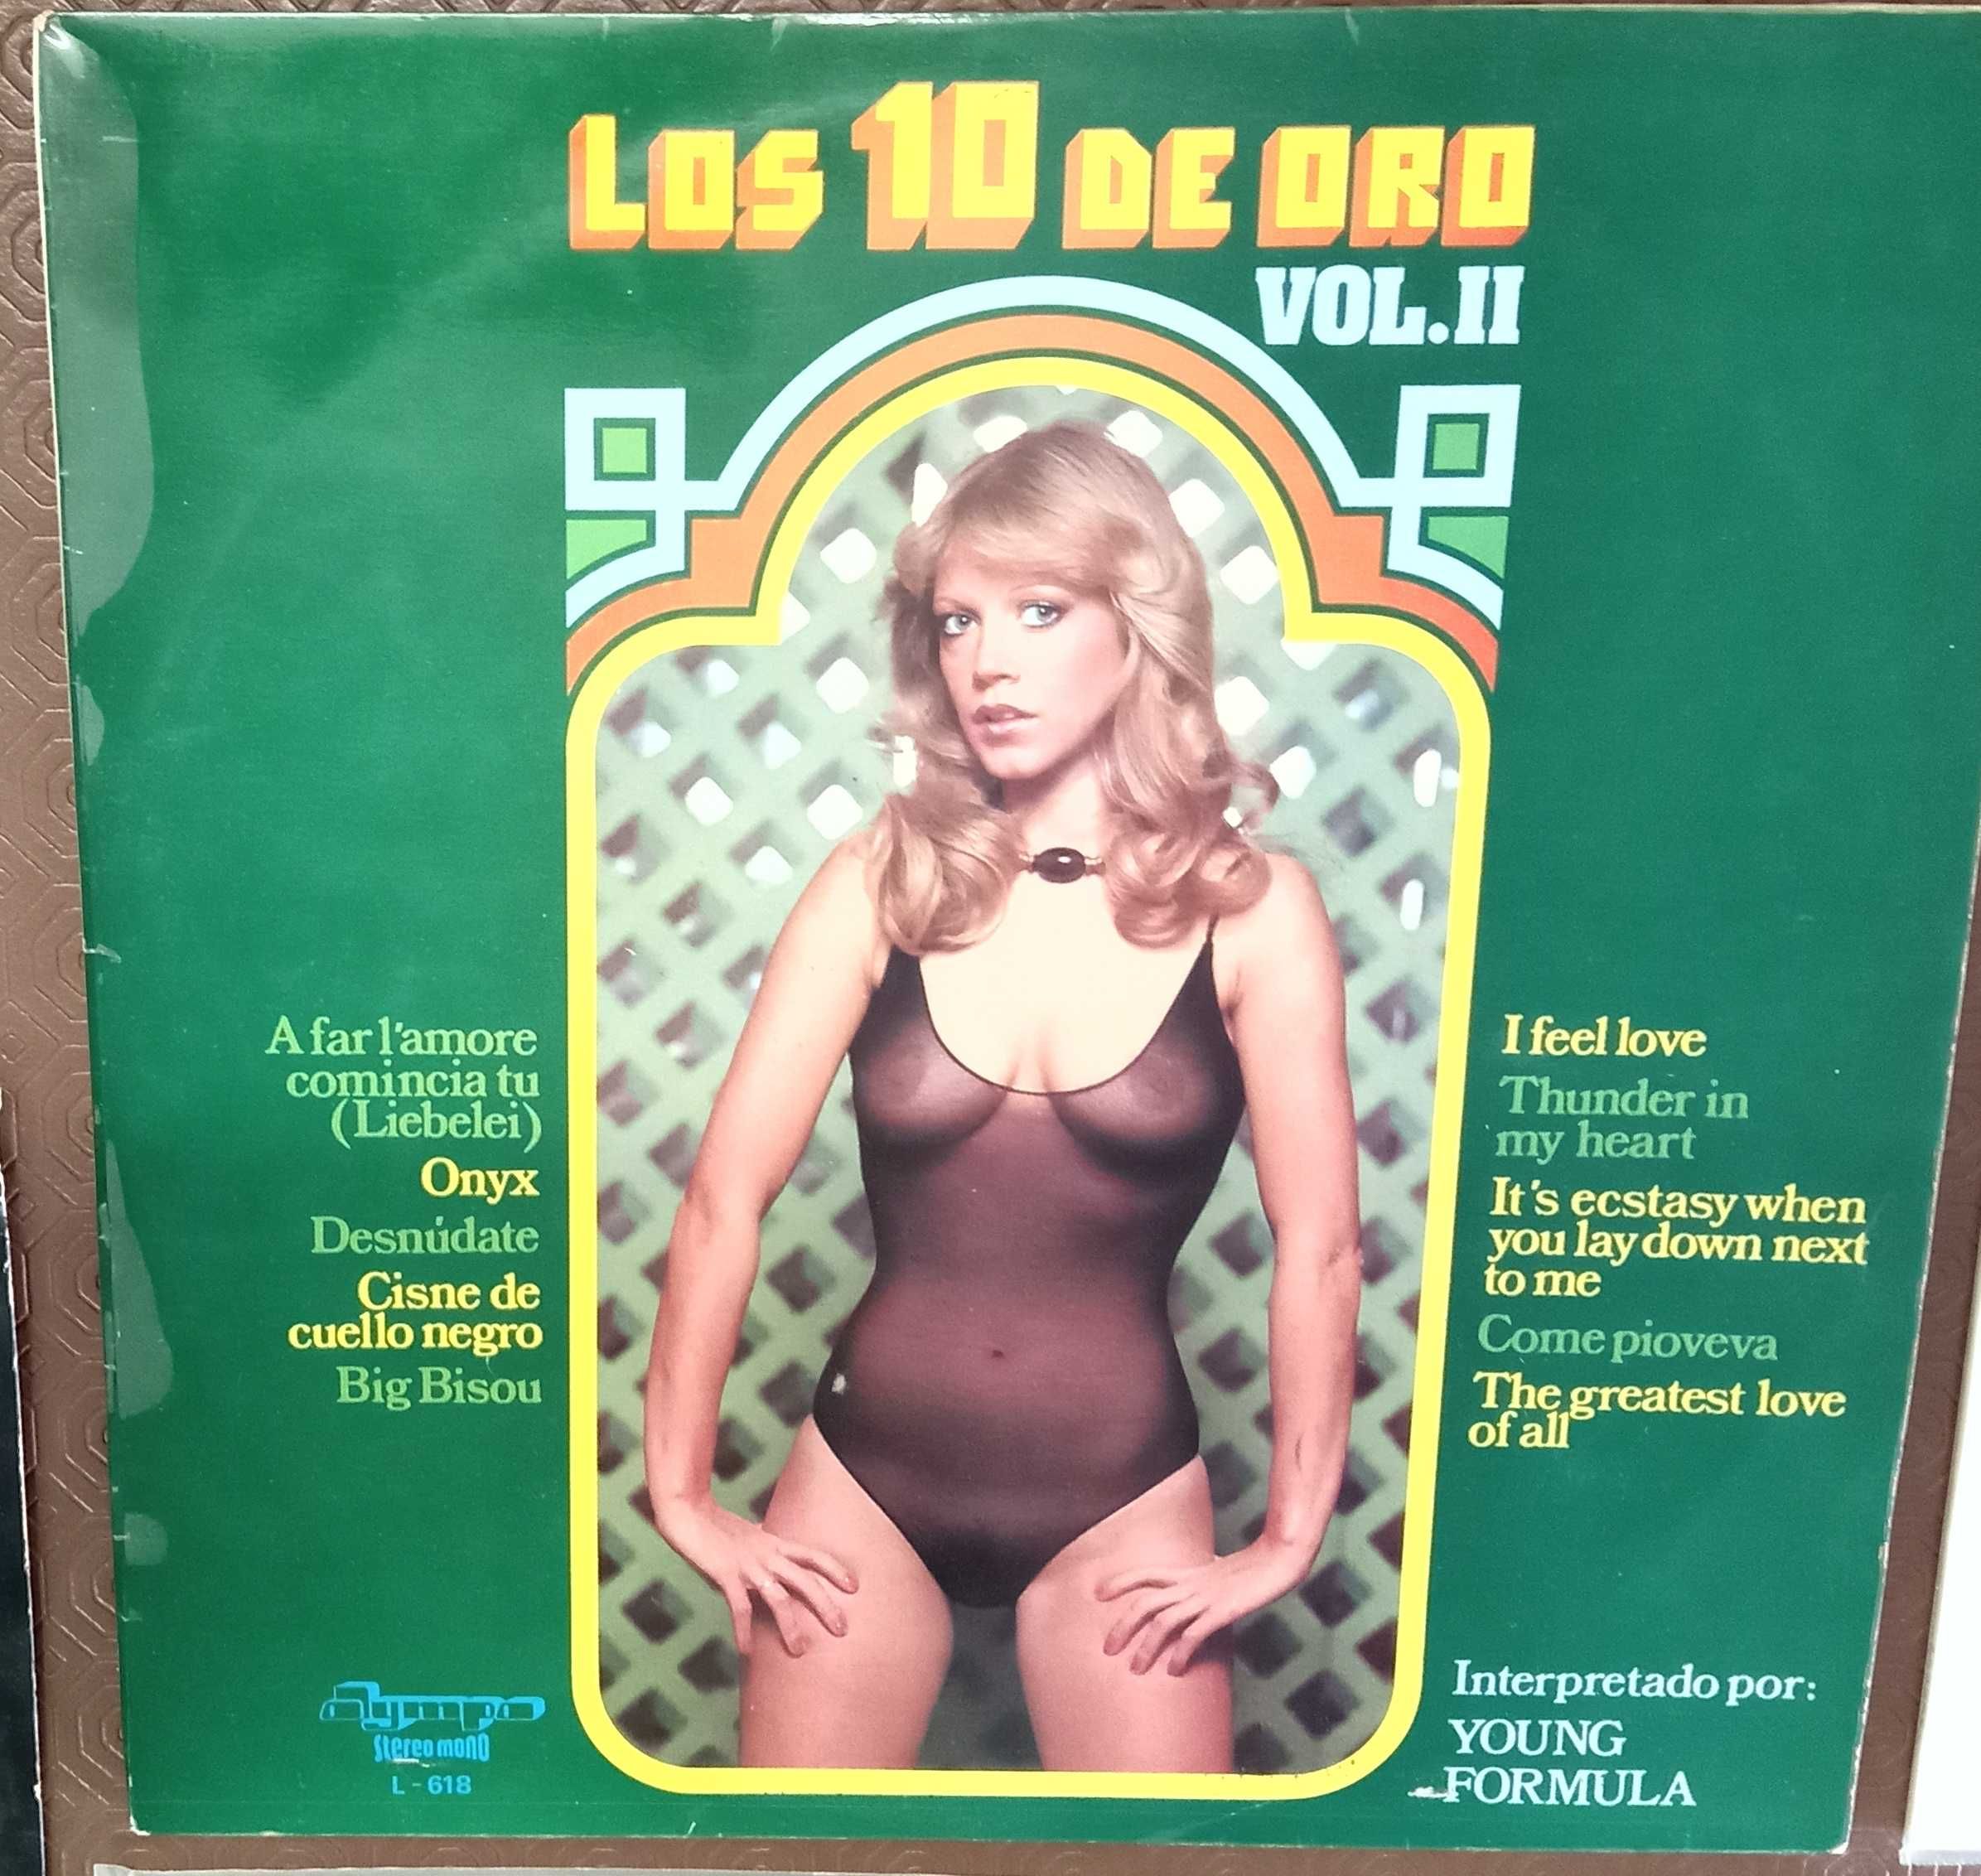 LOS 10 DE ORO
VOL. II
A far l'amore
comincia tu
(Liebelei)
Onyx
Desnúdate
Cisne de
cuello negro
Big Bisou
I feel love
Thunder in
my heart
It's ecstasy when
you lay down next
to me
Come pioveva
The greatest love
of all
Olympo
Stereo mono
L - 618
Interpretado por:
YOUNG
FORMULA